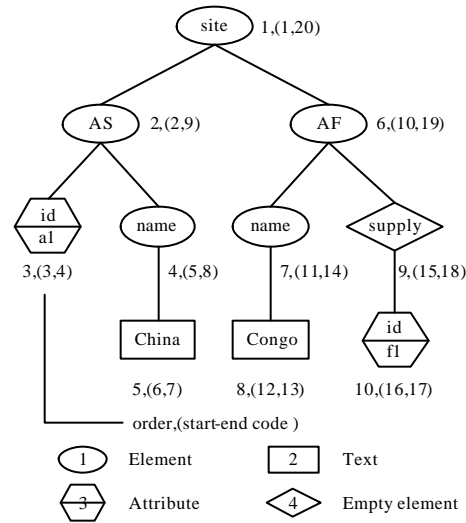 site 1,(1,20)
AS 2,(2,9) AF 6,(10,19)
id name name supply
a1
3,(3,4) 4,(5,8) 7,(11,14) 9,(15,18)
China Congo id
f1
5,(6,7) 8,(12,13) 10,(16,17)
order,(start-end code )
1 Element 2 Text
3 Attribute 4 Empty element